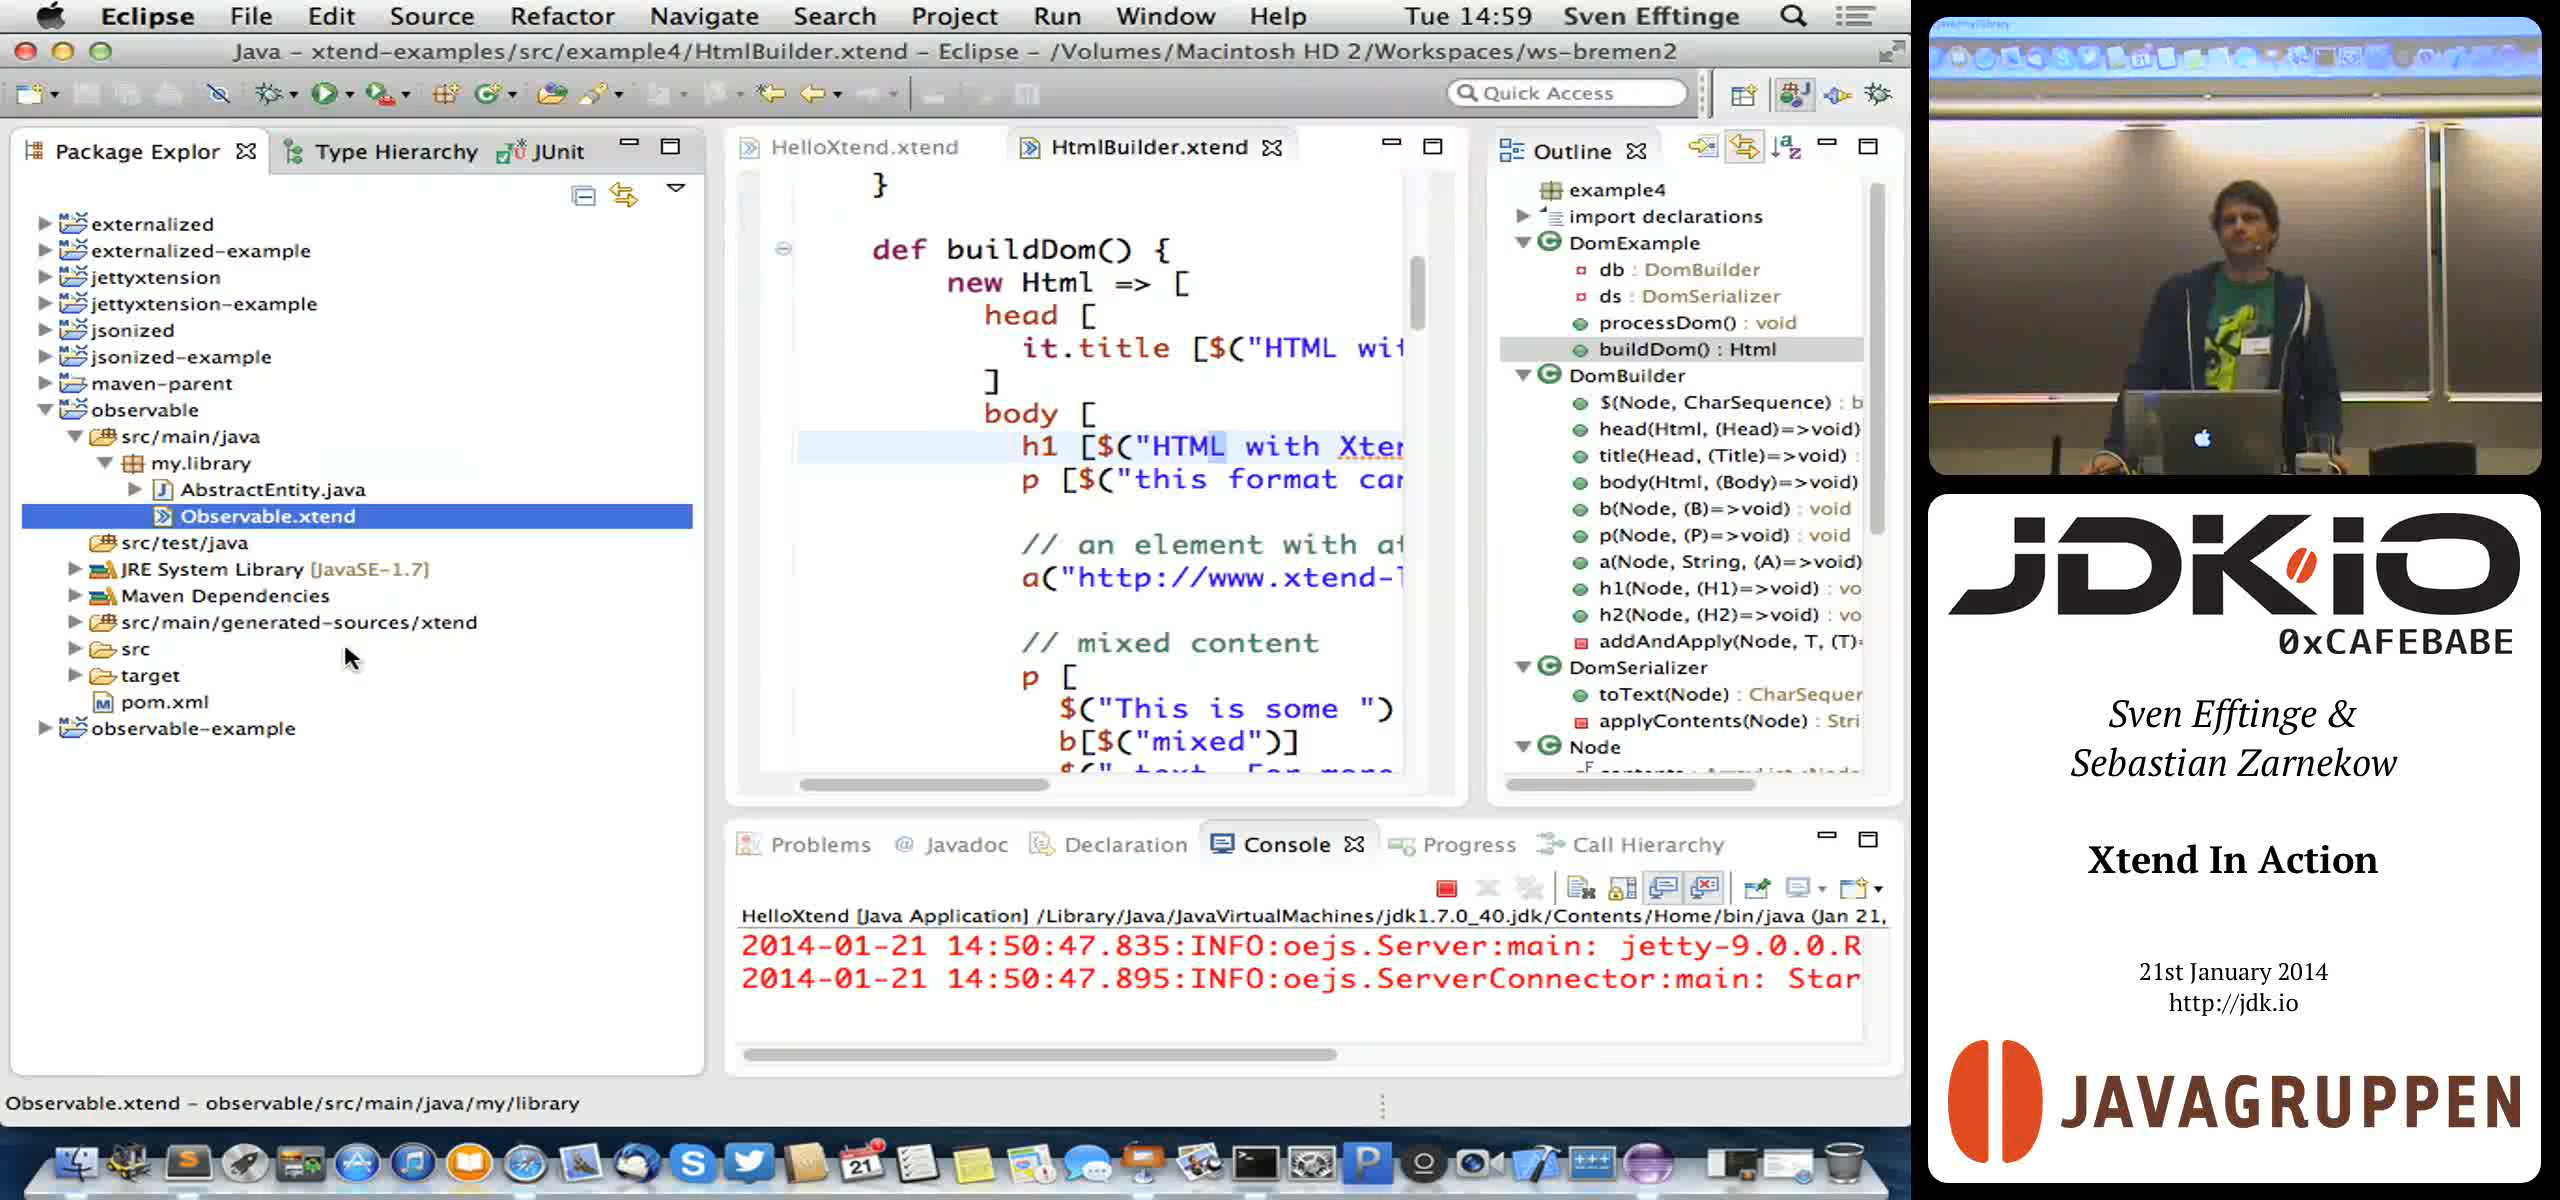 Eclipse File Edit Source Refactor Navigate Search Project Run Window Help Tue 14:59 Sven Efftinge
Java – xtend-examples/src/example4/HtmlBuilder.xtend – Eclipse – /Volumes/Macintosh HD 2/Workspaces/ws-bremen2
Quick Access
Package Explor Type Hierarchy JUnit
externalized
externalized-example
jettyxtension
jettyxtension-example
jsonized
jsonized-example
maven-parent
observable
src/main/java
my.library
AbstractEntity.java
Observable.xtend
src/test/java
JRE System Library [JavaSE-1.7]
Maven Dependencies
src/main/generated-sources/xtend
src
target
pom.xml
observable-example
HelloXtend.xtend HtmlBuilder.xtend
}
def buildDom() {
new Html => [
head [
it.title [$("HTML wit
]
body [
h1 [$("HTML with Xten
p [$("this format car
// an element with at
a("http://www.xtend-l
// mixed content
p [
$("This is some ")
b[$("mixed")]
$(" text. For more
Outline
example4
import declarations
DomExample
db : DomBuilder
ds : DomSerializer
processDom() : void
buildDom() : Html
DomBuilder
$(Node, CharSequence) : b
head(Html, (Head)=>void)
title(Head, (Title)=>void) :
body(Html, (Body)=>void)
b(Node, (B)=>void) : void
p(Node, (P)=>void) : void
a(Node, String, (A)=>void)
h1(Node, (H1)=>void) : vo
h2(Node, (H2)=>void) : vo
addAndApply(Node, T, (T)=
DomSerializer
toText(Node) : CharSequer
applyContents(Node) : Stri
Node
Problems @ Javadoc Declaration Console Progress Call Hierarchy
HelloXtend [Java Application] /Library/Java/JavaVirtualMachines/jdk1.7.0_40.jdk/Contents/Home/bin/java (Jan 21,
2014-01-21 14:50:47.835:INFO:oejs.Server:main: jetty-9.0.0.R
2014-01-21 14:50:47.895:INFO:oejs.ServerConnector:main: Star
Observable.xtend – observable/src/main/java/my/library
21
JDK IO
0xCAFEBABE
Sven Efftinge &
Sebastian Zarnekow
Xtend In Action
21st January 2014
http://jdk.io
JAVAGRUPPEN